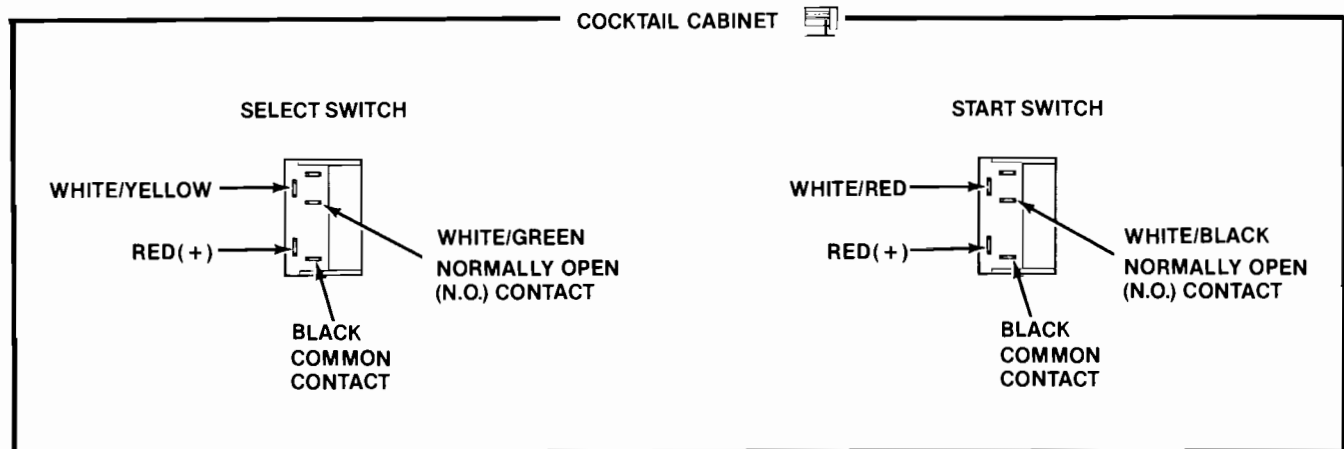 COCKTAIL CABINET
SELECT SWITCH
WHITE/YELLOW
RED(+)
WHITE/GREEN
NORMALLY OPEN
(N.O.) CONTACT
BLACK
COMMON
CONTACT
START SWITCH
WHITE/RED
RED(+)
WHITE/BLACK
NORMALLY OPEN
(N.O.) CONTACT
BLACK
COMMON
CONTACT